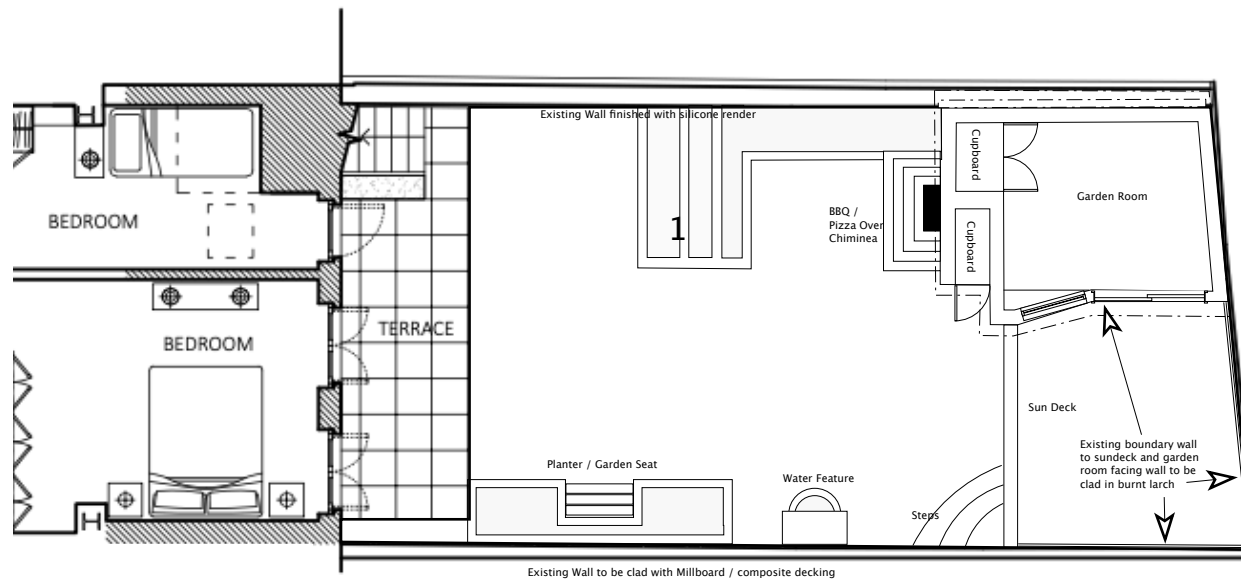 Existing Wall finished with silicone render
Cupboard
Garden Room
BEDROOM
BBQ /
Pizza Over
Chiminea
1
Cupboard
TERRACE
BEDROOM
Sun Deck
Existing boundary wall
to sundeck and garden
room facing wall to be
clad in burnt larch
Planter / Garden Seat
Water Feature
Steps
Existing Wall to be clad with Millboard / composite decking